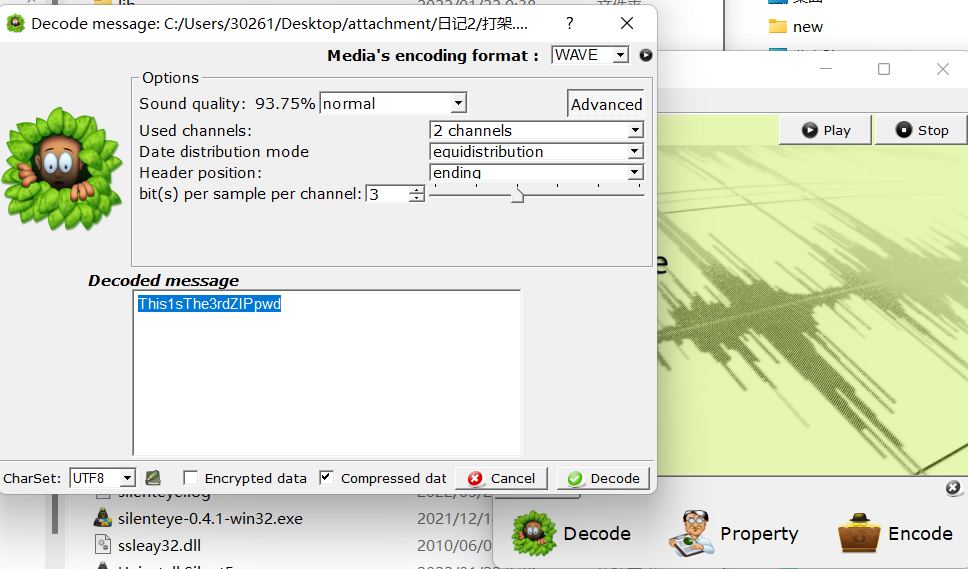 Decode message: C:/Users/30261/Desktop/attachment/日记2/打架....
?
Media's encoding format :
WAVE
Options
Sound quality: 93.75%
normal
Advanced
Used channels:
2 channels
Date distribution mode
equidistribution
Header position:
ending
bit(s) per sample per channel:
3
Decoded message
This1sThe3rdZIPpwd
CharSet:
UTF8
Encrypted data
Compressed dat
Cancel
Decode
new
Play
Stop
e
silenteye-0.4.1-win32.exe
2021/12/1
ssleay32.dll
2010/06/0
Decode
Property
Encode